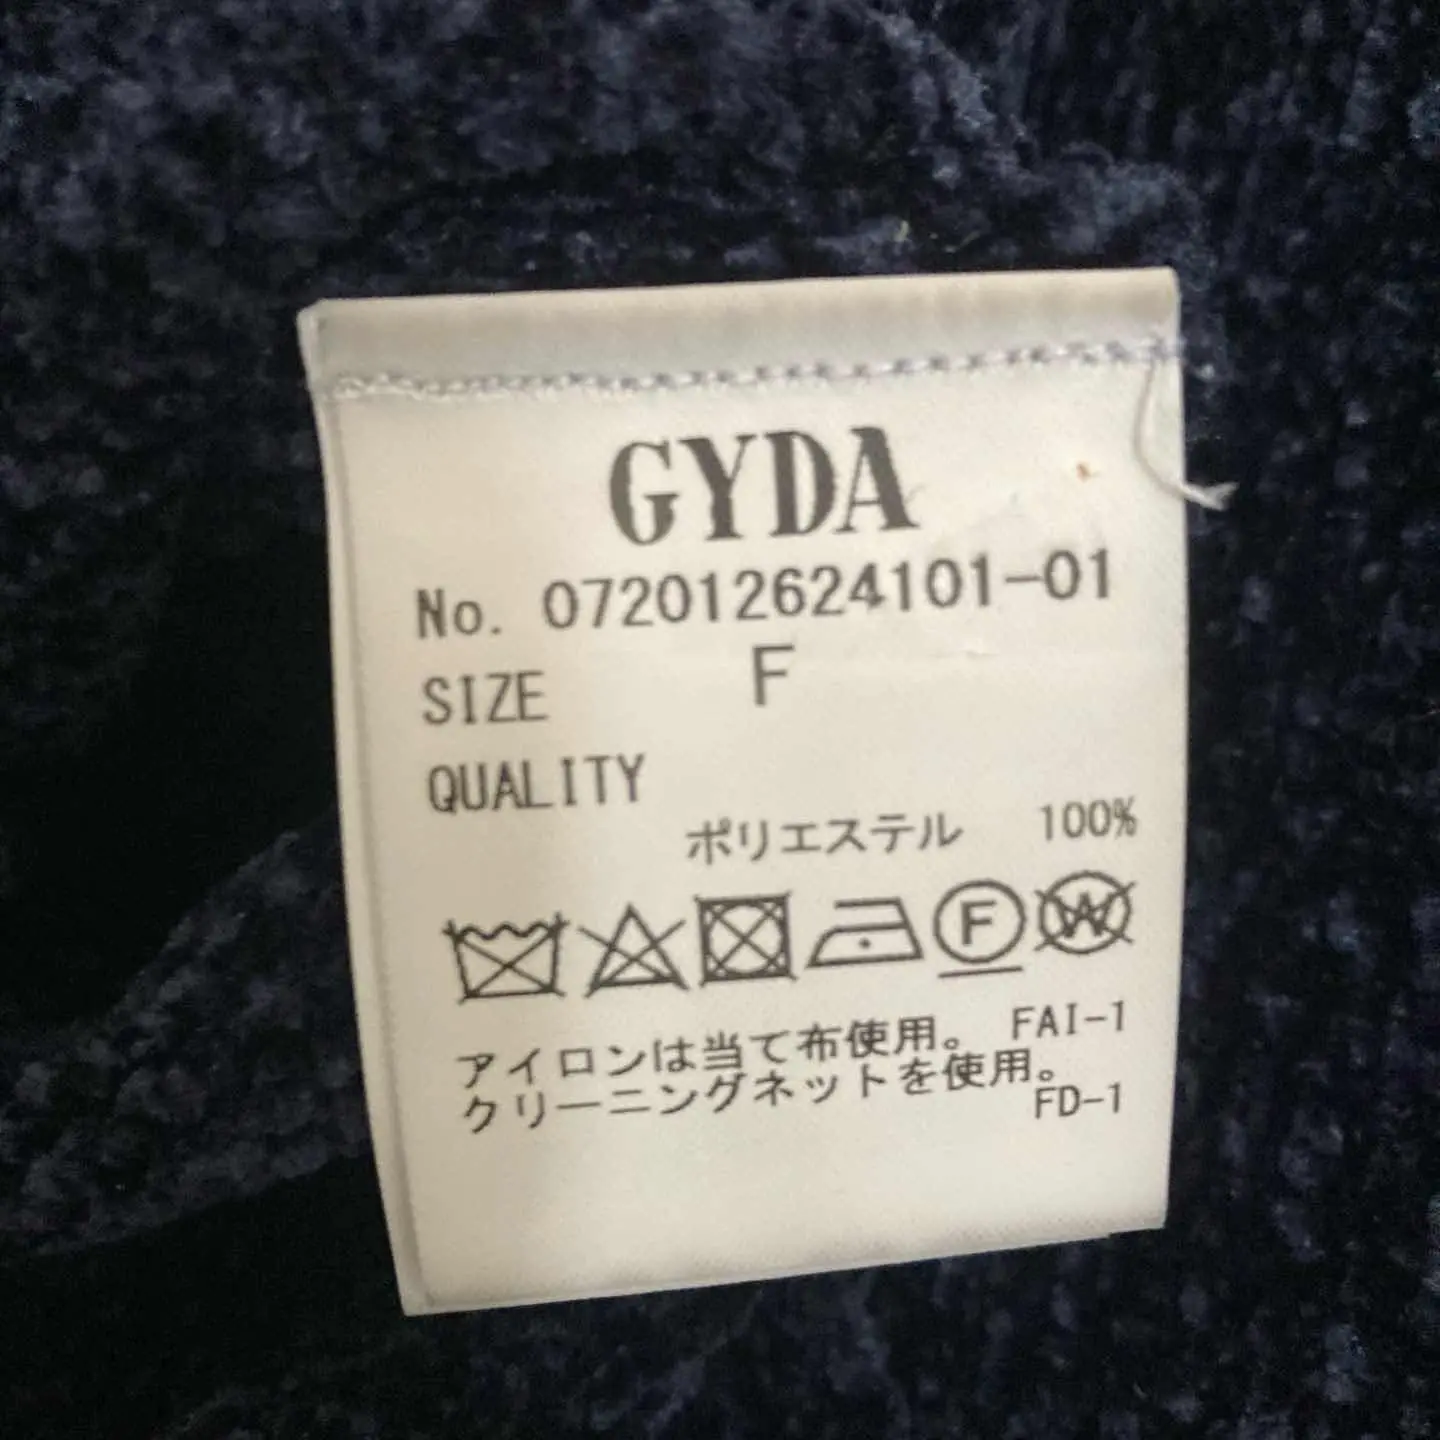 GYDA
No. 072012624101-01
SIZE F
QUALITY
ポリエステル 100%
F W
アイロンは当て布使用。 FAI-1
クリーニングネットを使用。
FD-1